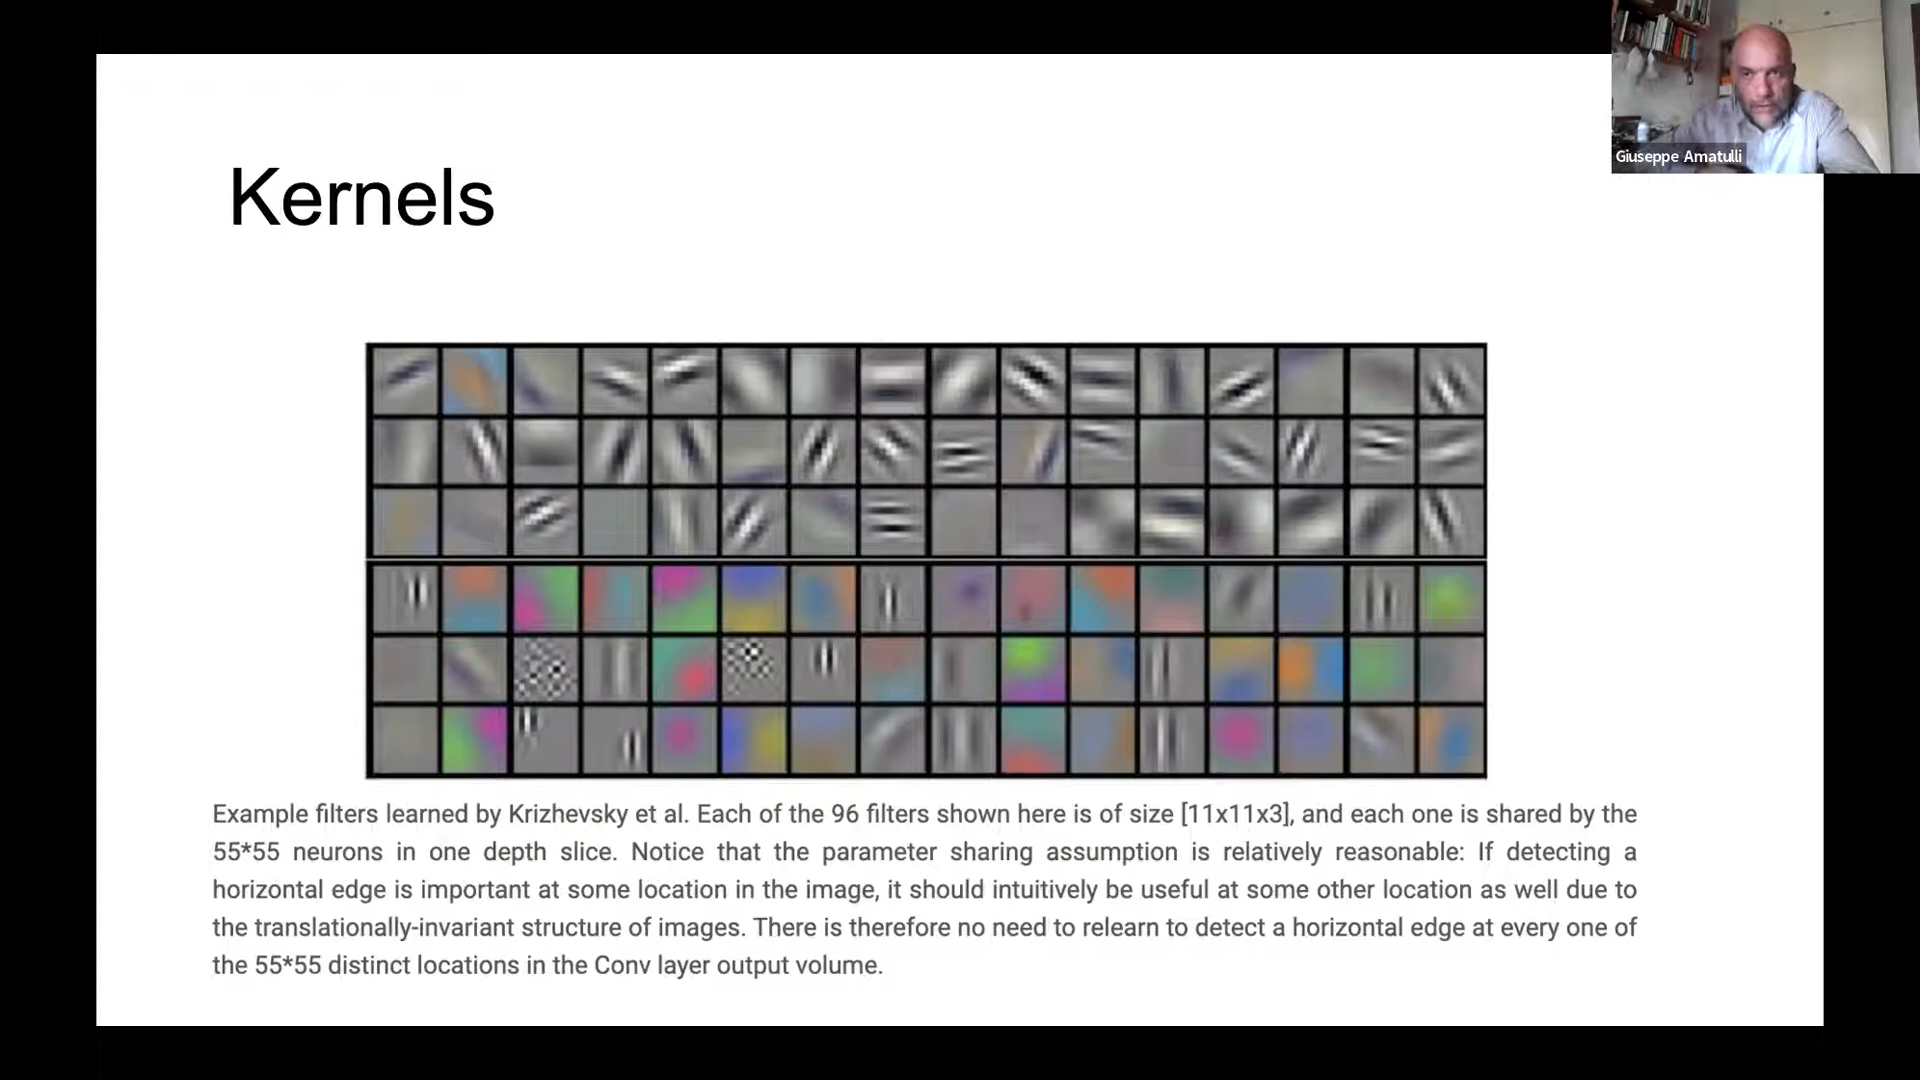 Giuseppe Amatulli
Kernels
Example filters learned by Krizhevsky et al. Each of the 96 filters shown here is of size [11x11x3], and each one is shared by the
55*55 neurons in one depth slice. Notice that the parameter sharing assumption is relatively reasonable: If detecting a
horizontal edge is important at some location in the image, it should intuitively be useful at some other location as well due to
the translationally-invariant structure of images. There is therefore no need to relearn to detect a horizontal edge at every one of
the 55*55 distinct locations in the Conv layer output volume.